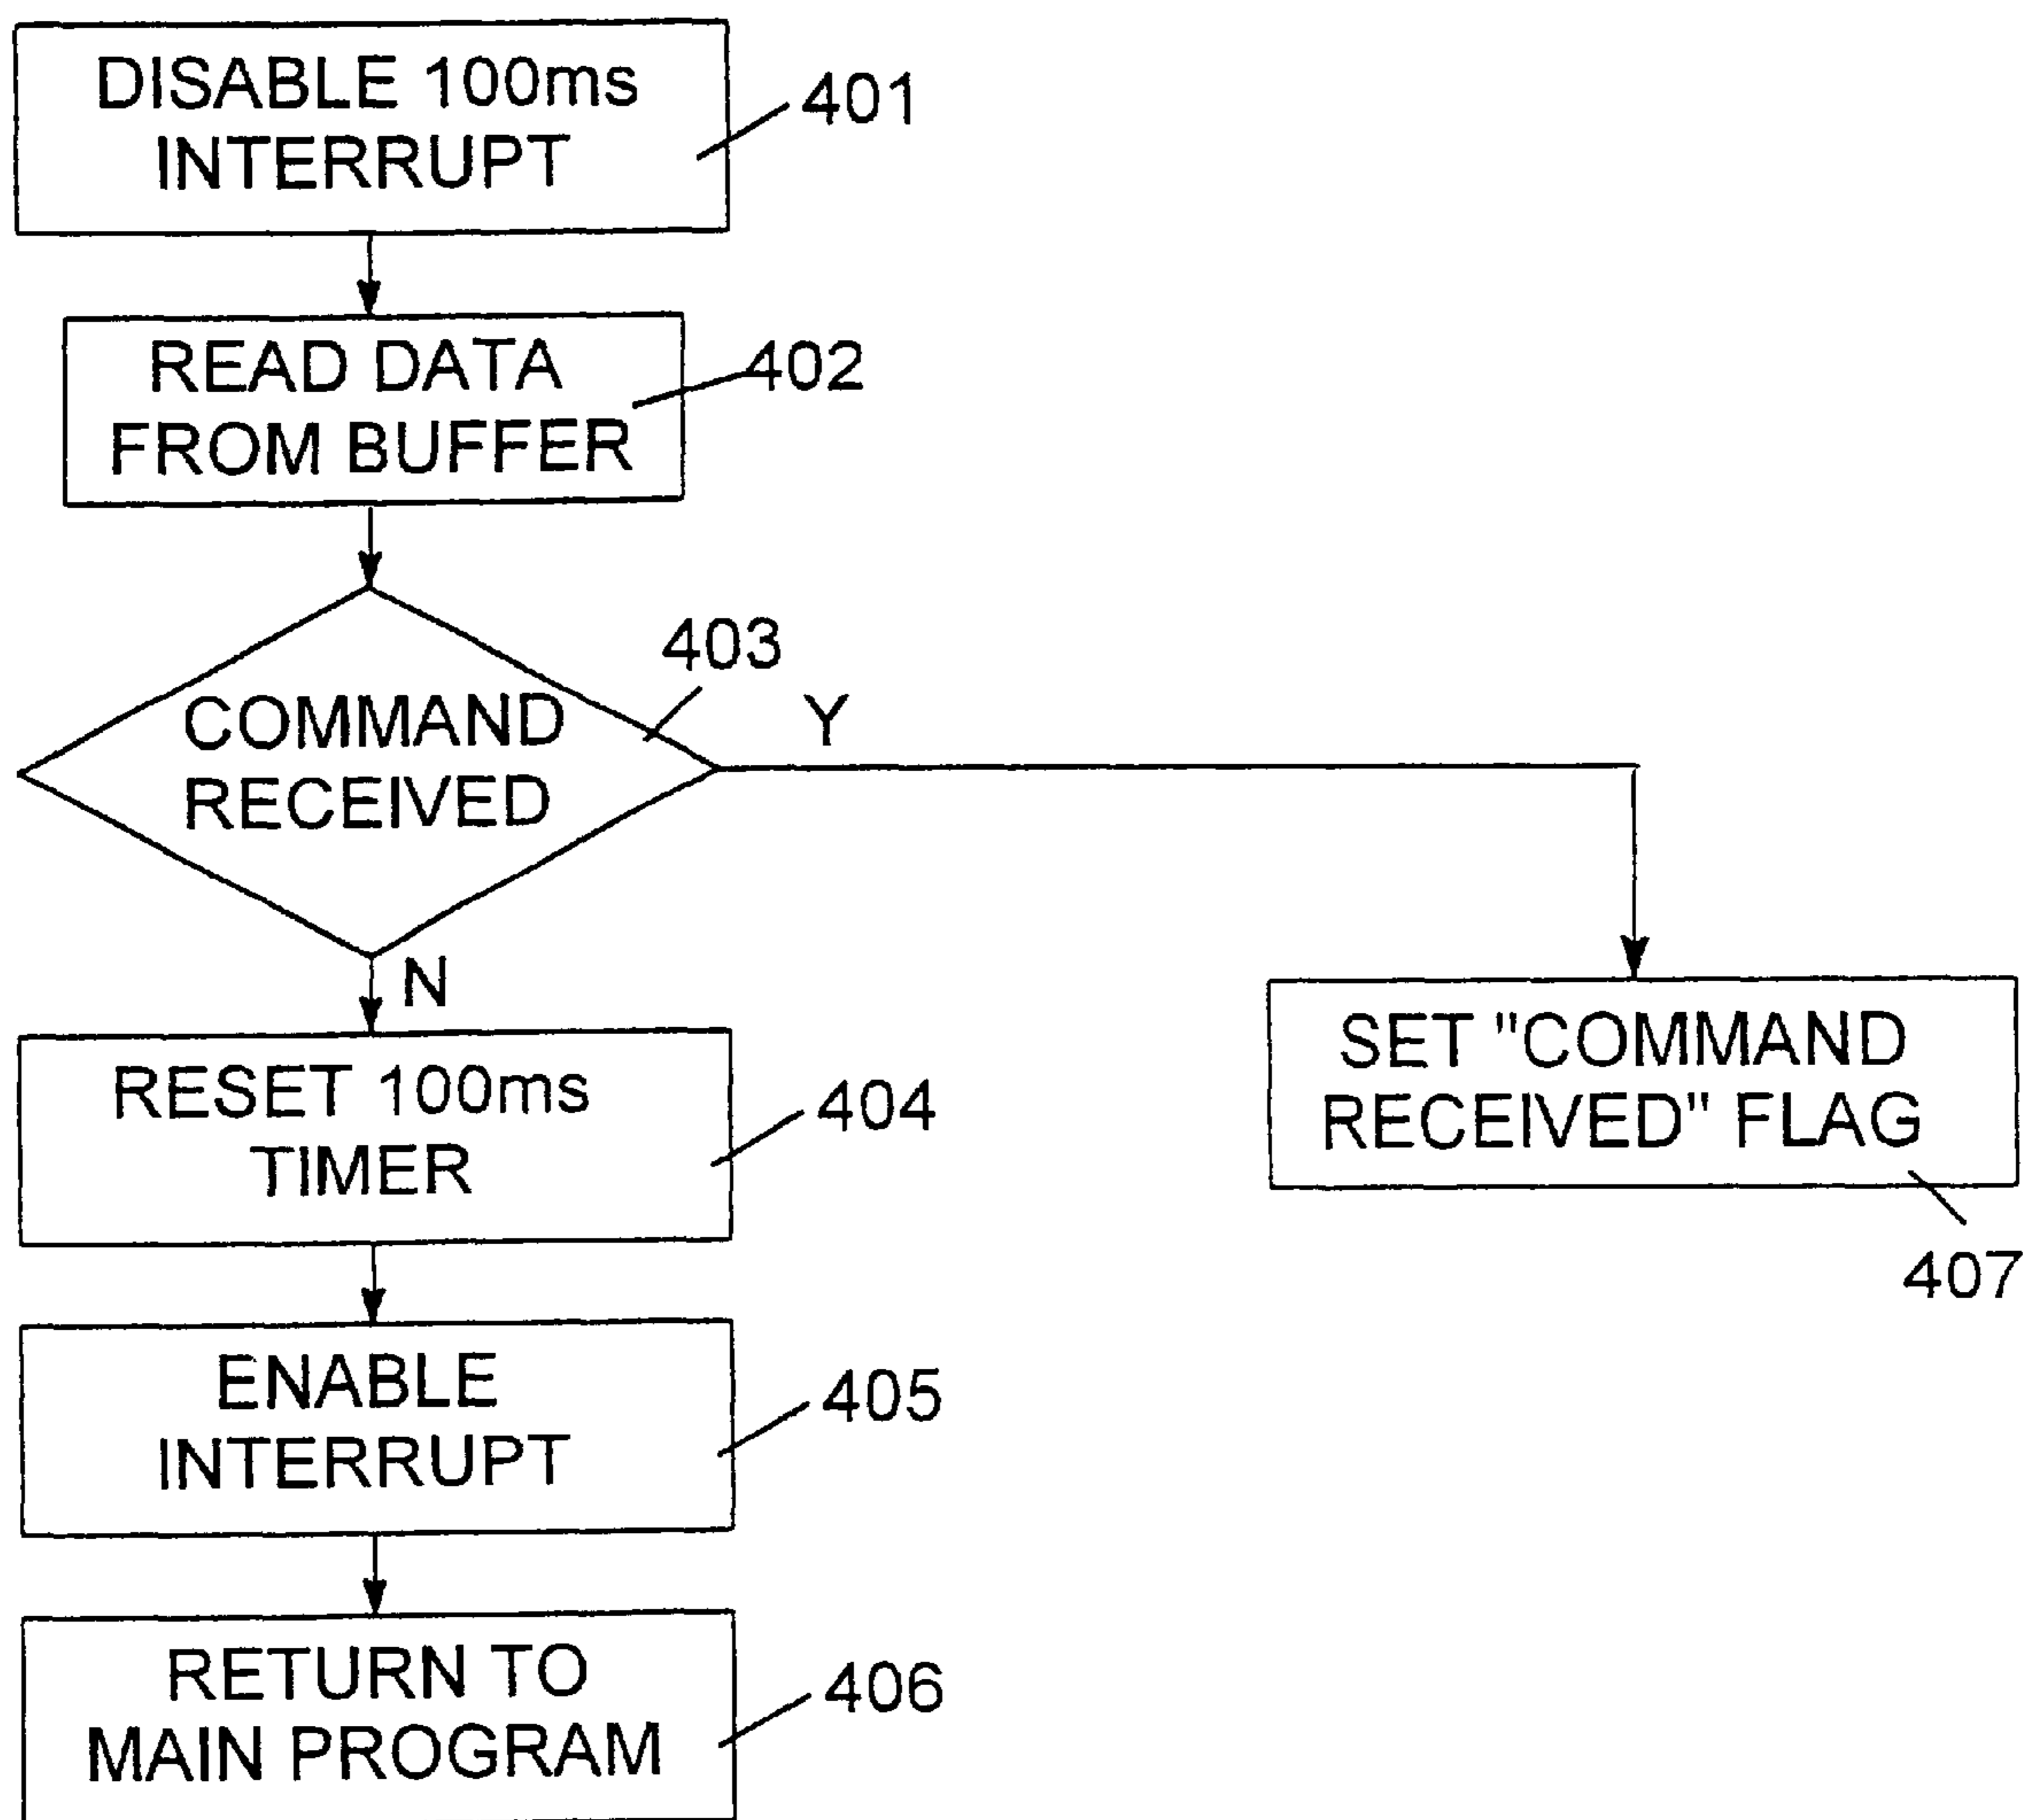 DISABLE 100ms
INTERRUPT
401
READ DATA
FROM BUFFER
402
COMMAND
RECEIVED
403
Y
N
RESET 100ms
TIMER
404
SET "COMMAND
RECEIVED" FLAG
407
ENABLE
INTERRUPT
405
RETURN TO
MAIN PROGRAM
406